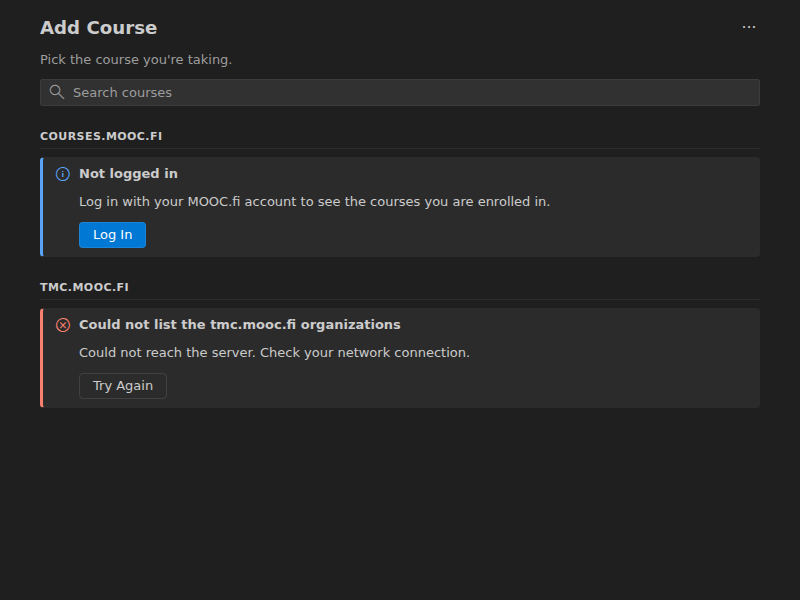 Add Course
Pick the course you're taking.
Search courses
COURSES.MOOC.FI
Not logged in
Log in with your MOOC.fi account to see the courses you are enrolled in.
Log In
TMC.MOOC.FI
Could not list the tmc.mooc.fi organizations
Could not reach the server. Check your network connection.
Try Again